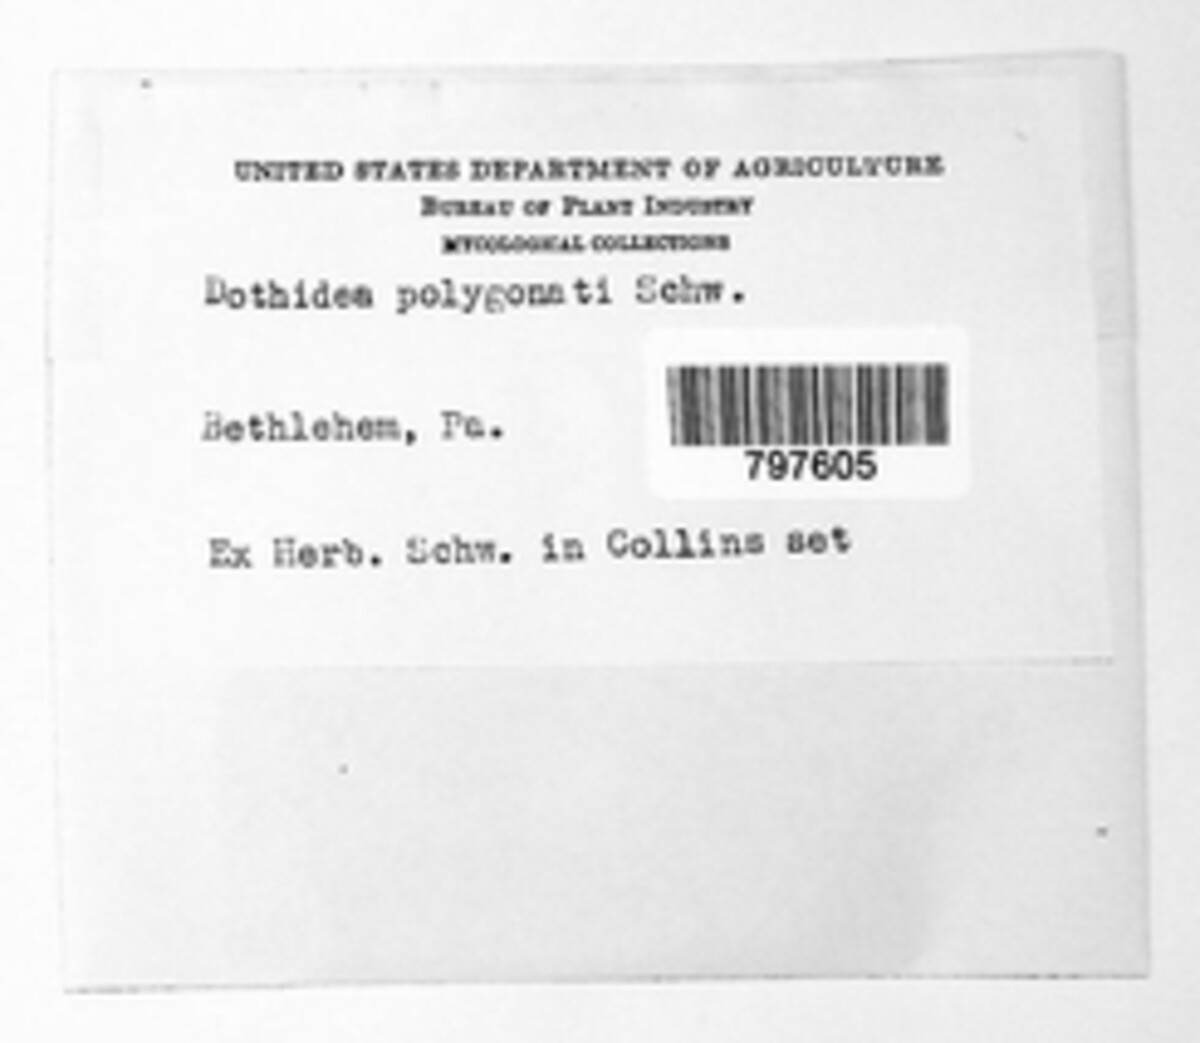 UNITED STATES DEPARTMENT OF AGRICULTURE
BUREAU OF PLANT INDUSTRY
MYCOLOGICAL COLLECTIONS
Dothidea polygonati Schw.
Bethlehem, Pa.
797605
Ex Herb. Schw. in Collins set